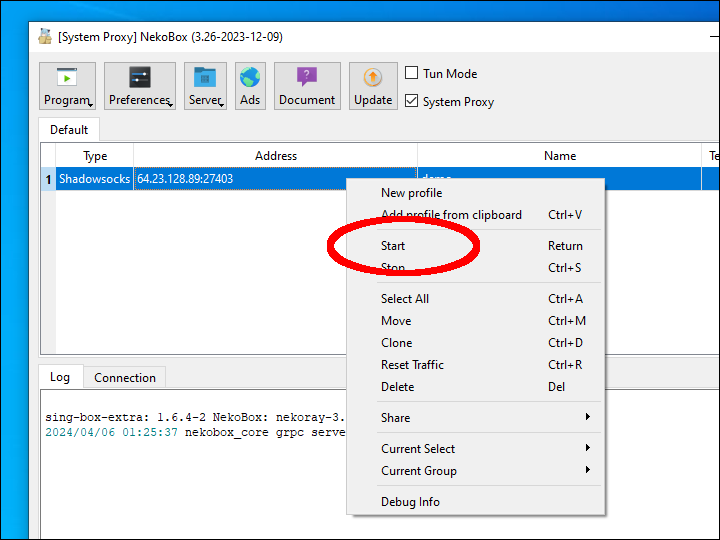 [System Proxy] NekoBox (3.26-2023-12-09)
Program Preferences Server Ads Document Update
Tun Mode
System Proxy
Default
Type Address Name Te
1 Shadowsocks 64.23.128.89:27403 demo
New profile
Add profile from clipboard Ctrl+V
Start Return
Stop Ctrl+S
Select All Ctrl+A
Move Ctrl+M
Clone Ctrl+D
Reset Traffic Ctrl+R
Delete Del
Share
Current Select
Current Group
Debug Info
Log Connection
sing-box-extra: 1.6.4-2 NekoBox: nekoray-3.
2024/04/06 01:25:37 nekobox_core grpc serve